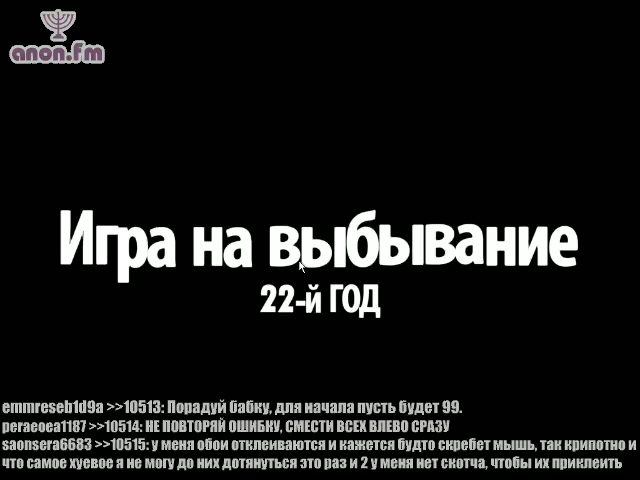 anon.fm
Игра на выбывание
22-й ГОД
emmreseb1d9a >>10513: Порадуй бабку, для начала пусть будет 99.
peraeoea1187 >>10514: НЕ ПОВТОРЯЙ ОШИБКУ, СМЕСТИ ВСЕХ ВЛЕВО СРАЗУ
saonsera6683 >>10515: у меня обои отклеиваются и кажется будто скребет мышь, так крипотно и
что самое хуевое я не могу до них дотянуться это раз и 2 у меня нет скотча, чтобы их приклеить